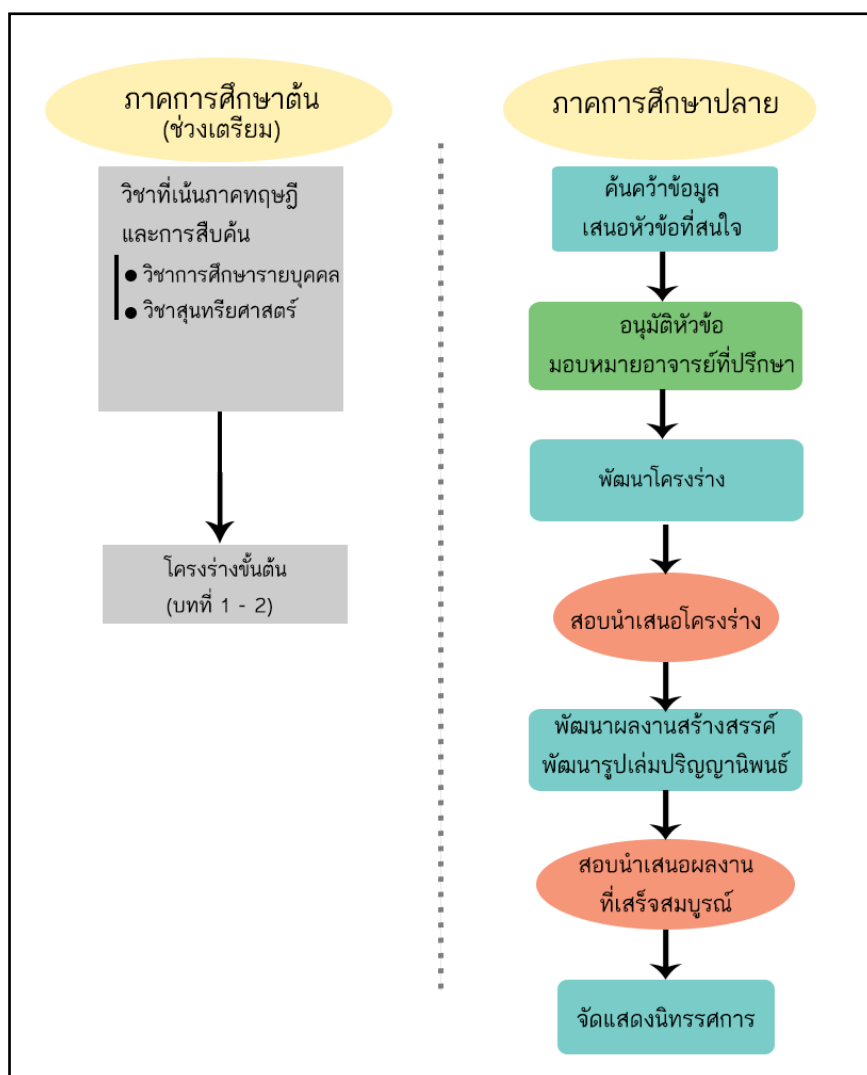 ภาคการศึกษาต้น
(ช่วงเตรียม)
วิชาที่เน้นภาคทฤษฎี
และการสืบค้น
● วิชาการศึกษารายบุคคล
● วิชาสุนทรียศาสตร์
โครงร่างขั้นต้น
(บทที่ 1 - 2)
ภาคการศึกษาปลาย
ค้นคว้าข้อมูล
เสนอหัวข้อที่สนใจ
อนุมัติหัวข้อ
มอบหมายอาจารย์ที่ปรึกษา
พัฒนาโครงร่าง
สอบนำเสนอโครงร่าง
พัฒนาผลงานสร้างสรรค์
พัฒนารูปเล่มปริญญานิพนธ์
สอบนำเสนอผลงาน
ที่เสร็จสมบูรณ์
จัดแสดงนิทรรศการ